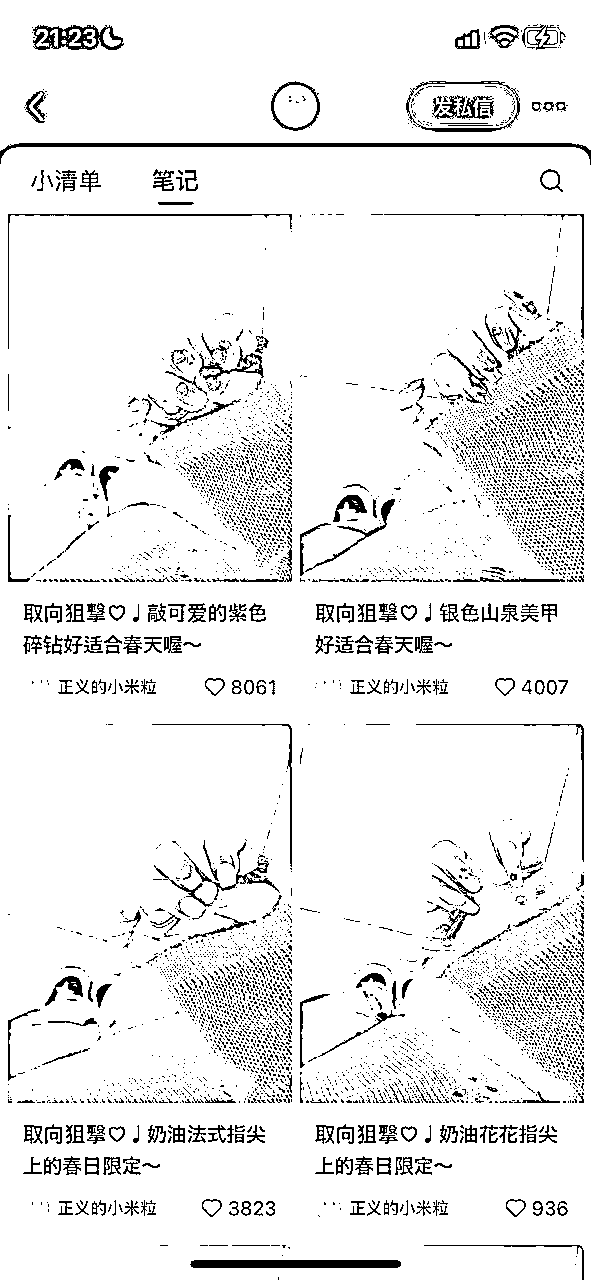 21:23
发私信
小清单 笔记
取向狙擊♡♩敲可爱的紫色
碎钻好适合春天喔～
正义的小米粒 8061
取向狙擊♡♩银色山泉美甲
好适合春天喔～
正义的小米粒 4007
取向狙擊♡♩奶油法式指尖
上的春日限定～
正义的小米粒 3823
取向狙擊♡♩奶油花花指尖
上的春日限定～
正义的小米粒 936